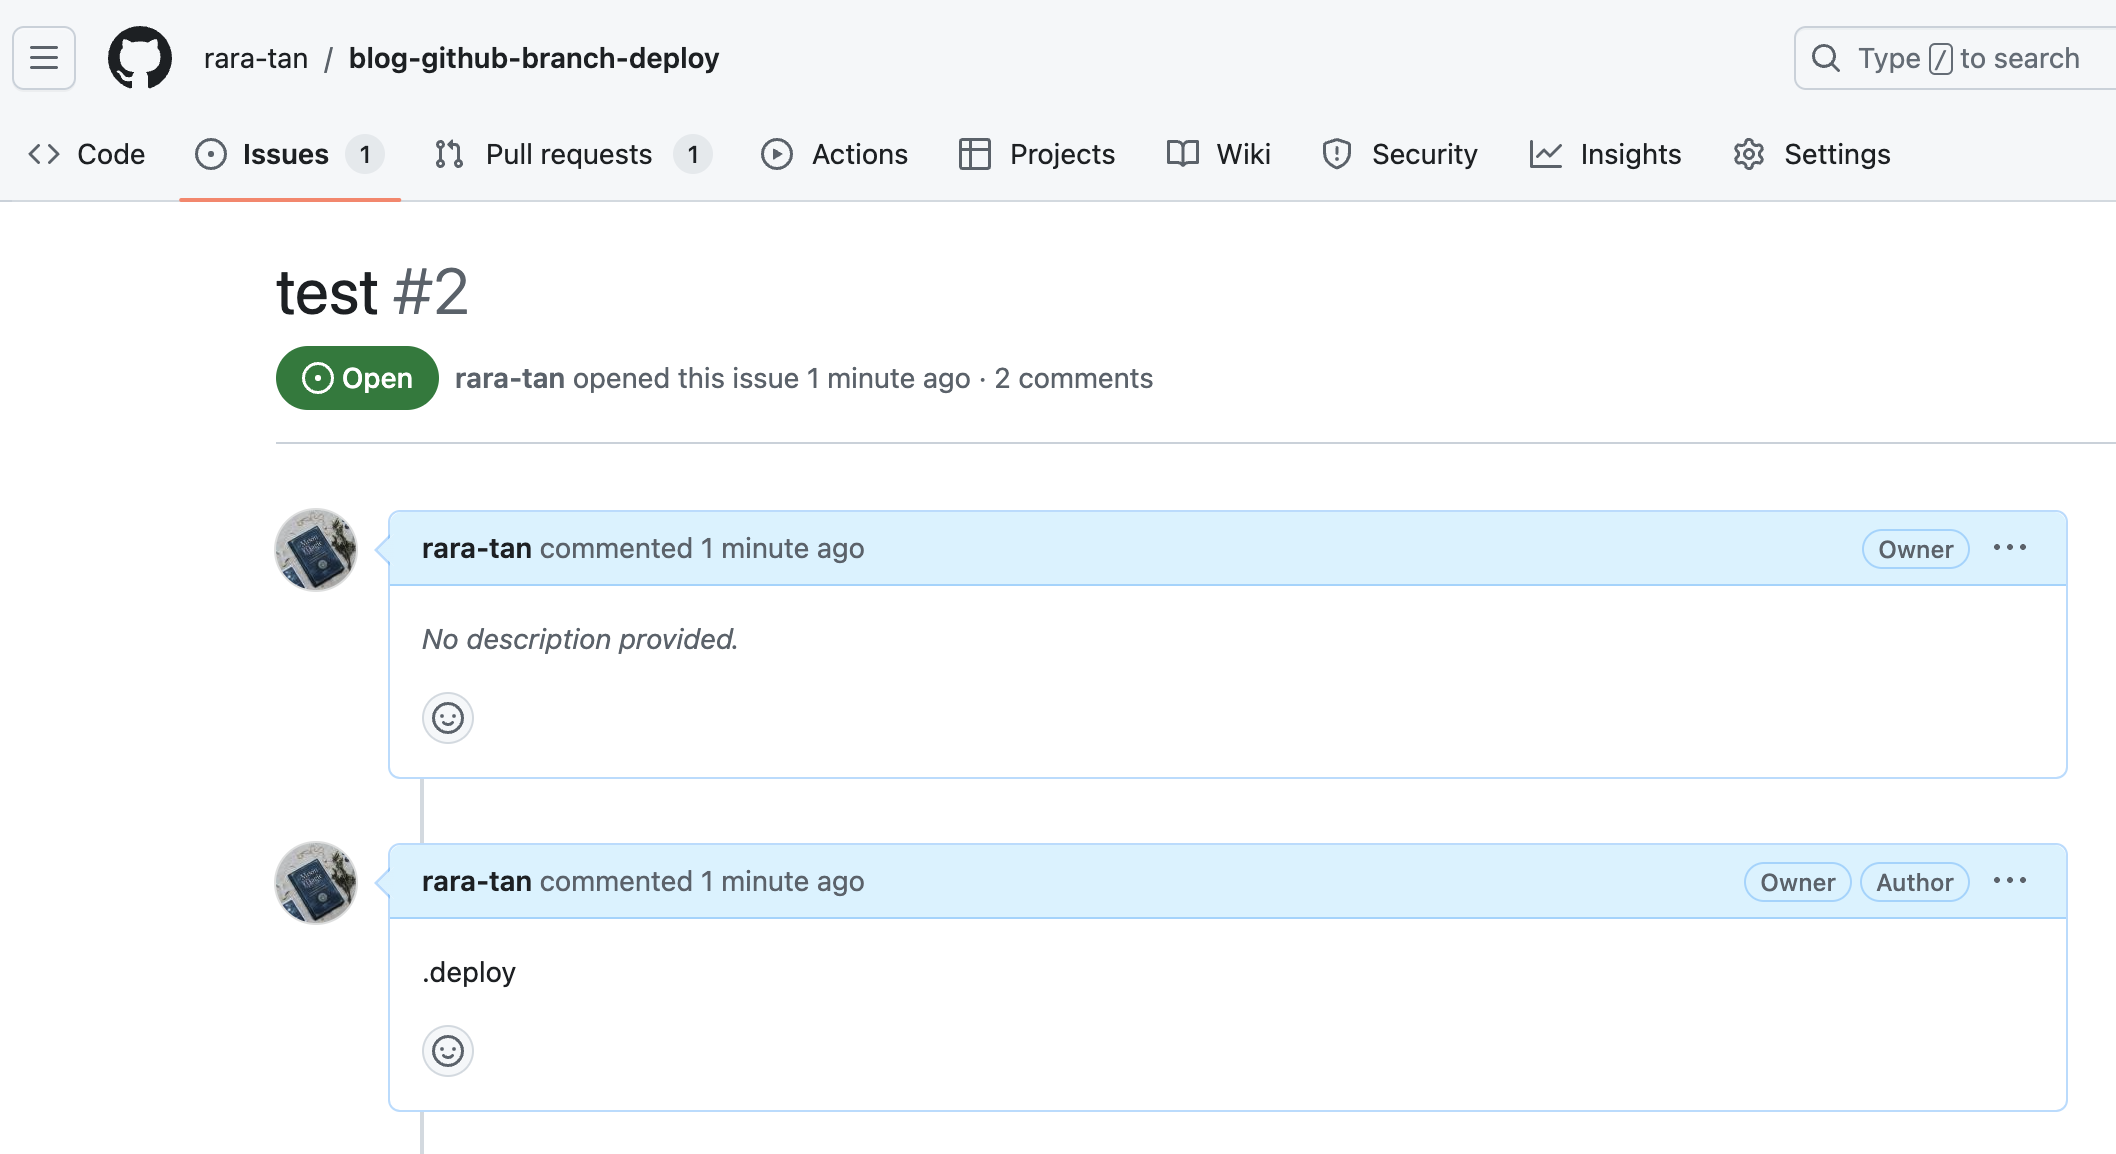 rara-tan / blog-github-branch-deploy
Type / to search
Code Issues 1 Pull requests 1 Actions Projects Wiki Security Insights Settings
test #2
Open rara-tan opened this issue 1 minute ago · 2 comments
rara-tan commented 1 minute ago Owner
No description provided.
rara-tan commented 1 minute ago Owner Author
.deploy